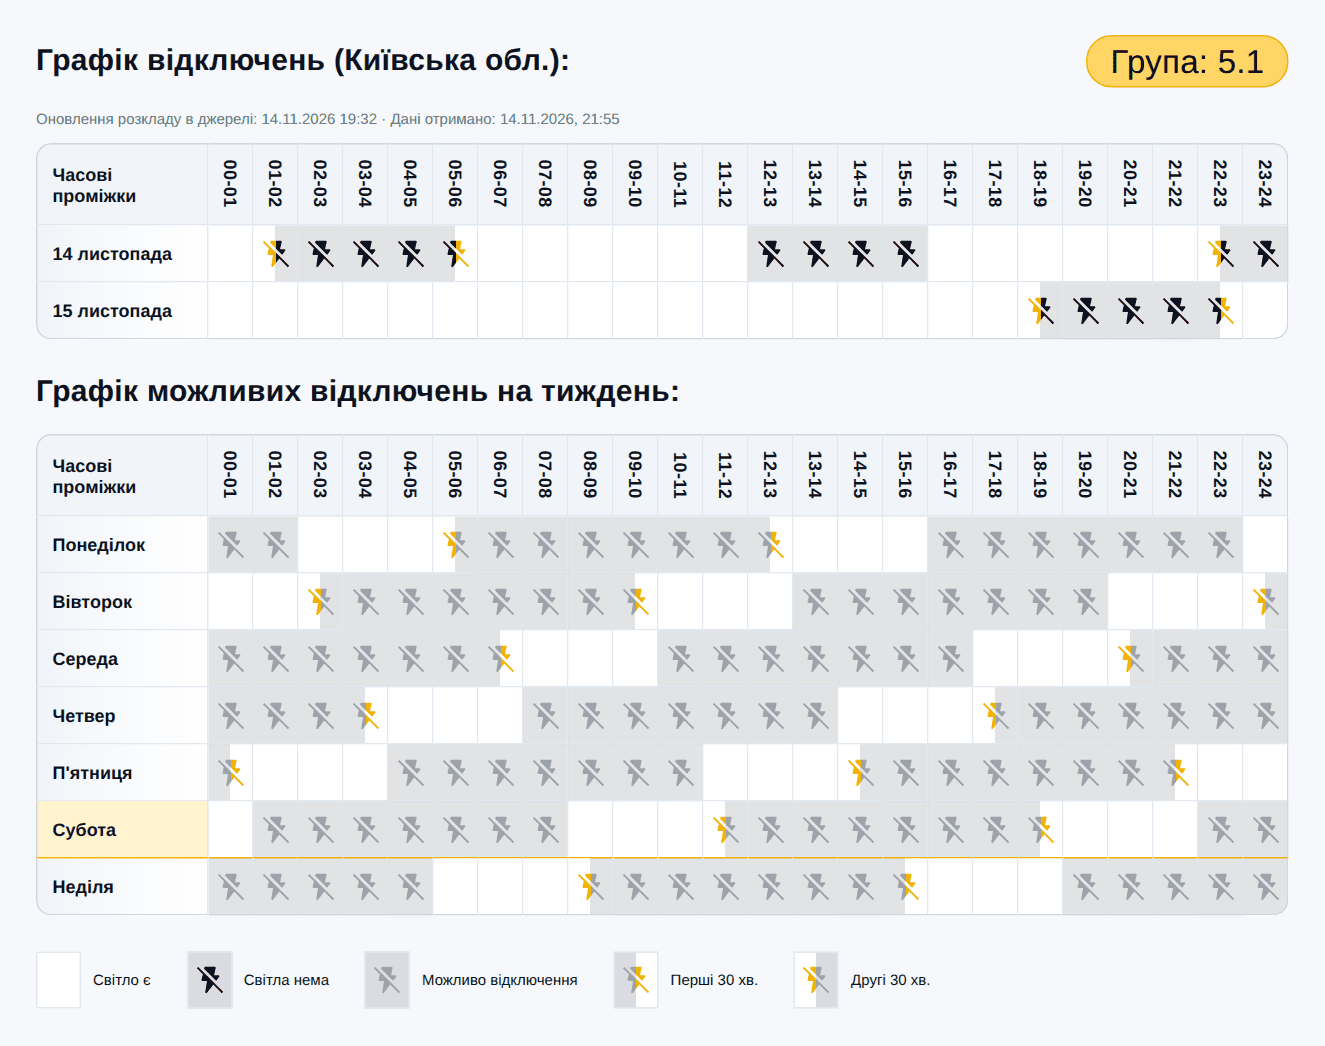 Графік відключень (Київська обл.):
Група: 5.1
Оновлення розкладу в джерелі: 14.11.2026 19:32 · Дані отримано: 14.11.2026, 21:55
Часові проміжки 00-01 01-02 02-03 03-04 04-05 05-06 06-07 07-08 08-09 09-10 10-11 11-12 12-13 13-14 14-15 15-16 16-17 17-18 18-19 19-20 20-21 21-22 22-23 23-24
14 листопада
15 листопада
Графік можливих відключень на тиждень:
Часові проміжки 00-01 01-02 02-03 03-04 04-05 05-06 06-07 07-08 08-09 09-10 10-11 11-12 12-13 13-14 14-15 15-16 16-17 17-18 18-19 19-20 20-21 21-22 22-23 23-24
Понеділок
Вівторок
Середа
Четвер
П'ятниця
Субота
Неділя
Світло є Світла нема Можливо відключення Перші 30 хв. Другі 30 хв.